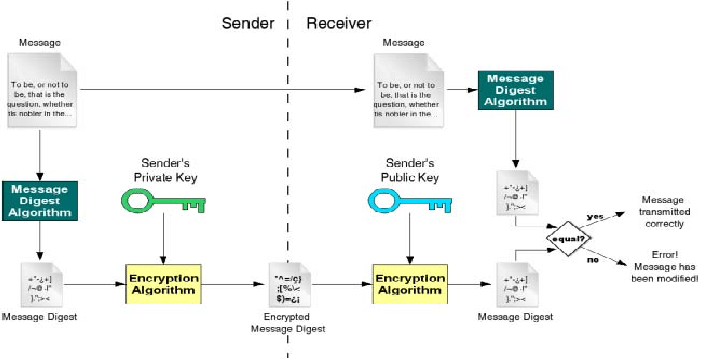 Sender
Receiver
Message
Message
To be, or not to
be, that is the
question, whether
tis nobler in the...
To be, or not to
be, that is the
question, whether
tis nobler in the...
Message
Digest
Algorithm
Sender's
Private Key
Sender's
Public Key
Message
Digest
Algorithm
+"-¿+]
/¬@ -!"
}.";><
yes
Message
transmitted
correctly
equal?
no
Error!
Message has
been modified!
+"-¿+]
/¬@ -!"
}.";><
Encryption
Algorithm
"^=/ç}
;[%\<
$)=¿¡
Encryption
Algorithm
+"-¿+]
/¬@ -!"
}.";><
Message Digest
Encrypted
Message Digest
Message Digest